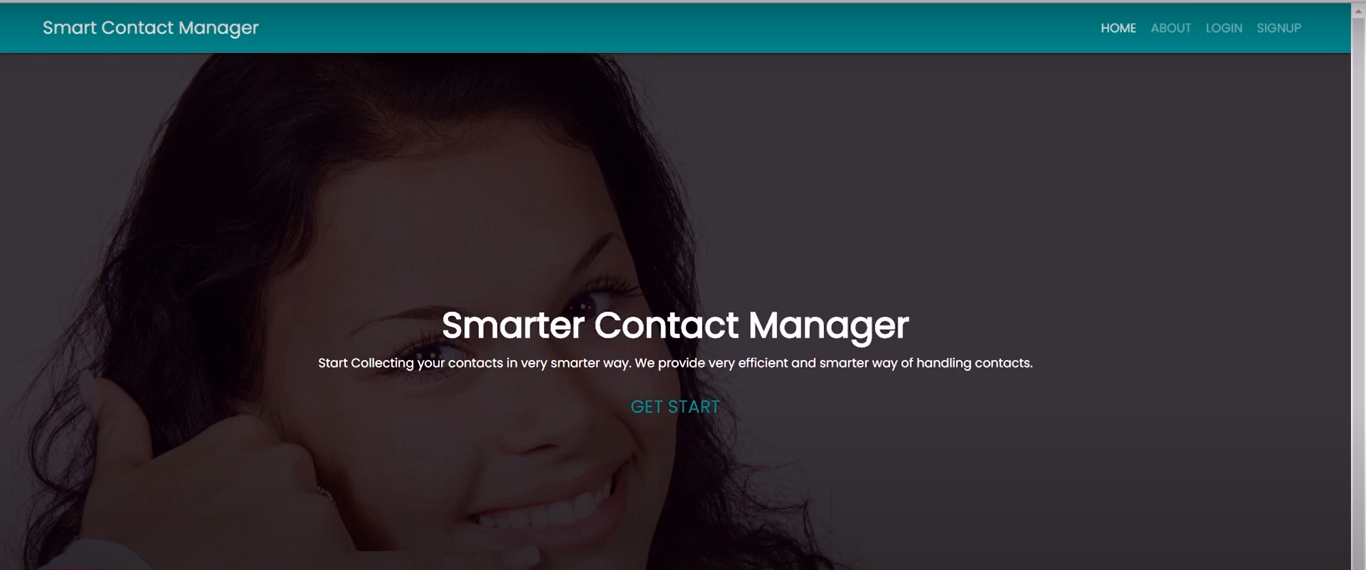 Smart Contact Manager
HOME ABOUT LOGIN SIGNUP
Smarter Contact Manager
Start Collecting your contacts in very smarter way. We provide very efficient and smarter way of handling contacts.
GET START